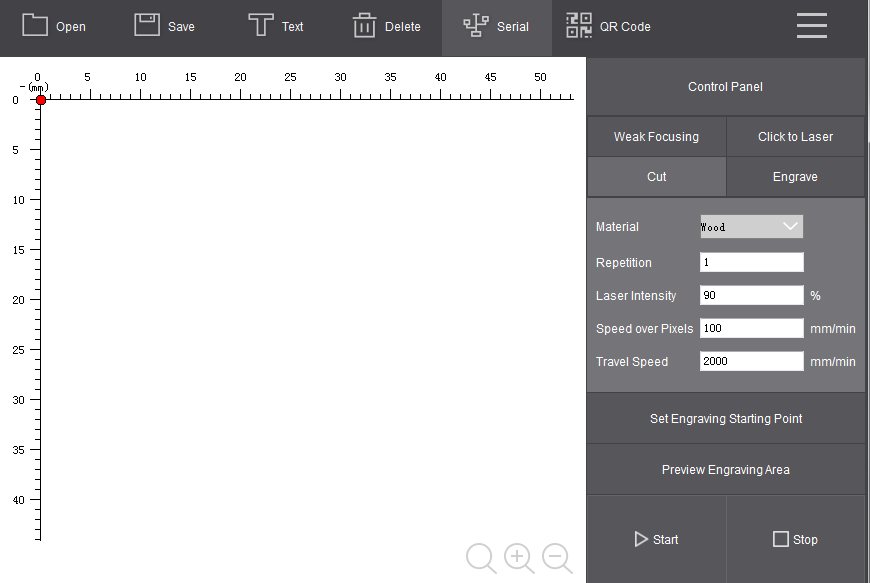 Open Save Text Delete Serial QR Code
0 5 10 15 20 25 30 35 40 45 50
(mm)
0
5
10
15
20
25
30
35
40
Control Panel
Weak Focusing Click to Laser
Cut Engrave
Material Wood
Repetition 1
Laser Intensity 90 %
Speed over Pixels 100 mm/min
Travel Speed 2000 mm/min
Set Engraving Starting Point
Preview Engraving Area
Start Stop